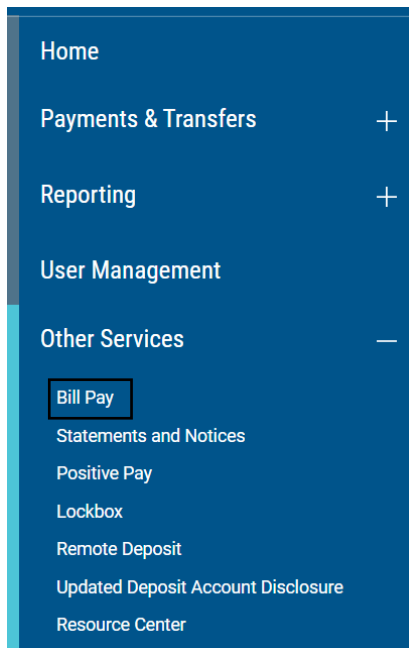 Home
Payments & Transfers
Reporting
User Management
Other Services
Bill Pay
Statements and Notices
Positive Pay
Lockbox
Remote Deposit
Updated Deposit Account Disclosure
Resource Center